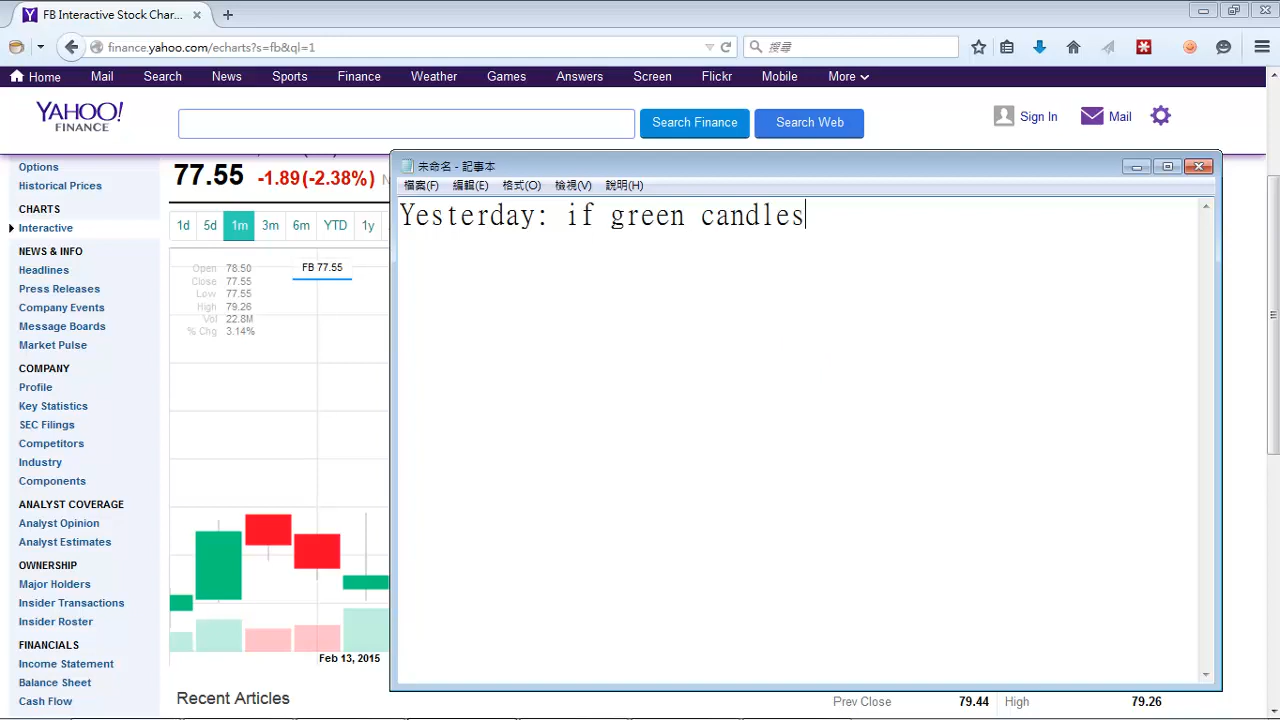 FB Interactive Stock Char...
finance.yahoo.com/echarts?s=fb&ql=1
搜尋
Home Mail Search News Sports Finance Weather Games Answers Screen Flickr Mobile More
YAHOO!
FINANCE
Search Finance
Search Web
Sign In
Mail
Options
Historical Prices
CHARTS
Interactive
NEWS & INFO
Headlines
Press Releases
Company Events
Message Boards
Market Pulse
COMPANY
Profile
Key Statistics
SEC Filings
Competitors
Industry
Components
ANALYST COVERAGE
Analyst Opinion
Analyst Estimates
OWNERSHIP
Major Holders
Insider Transactions
Insider Roster
FINANCIALS
Income Statement
Balance Sheet
Cash Flow
77.55 -1.89(-2.38%)
1d 5d 1m 3m 6m YTD 1y
Open 78.50
Close 77.55
Low 77.55
High 79.26
Vol 22.8M
% Chg 3.14%
FB 77.55
Feb 13, 2015
Recent Articles
未命名 - 記事本
檔案(F) 編輯(E) 格式(O) 檢視(V) 說明(H)
Yesterday: if green candles
Prev Close 79.44 High 79.26